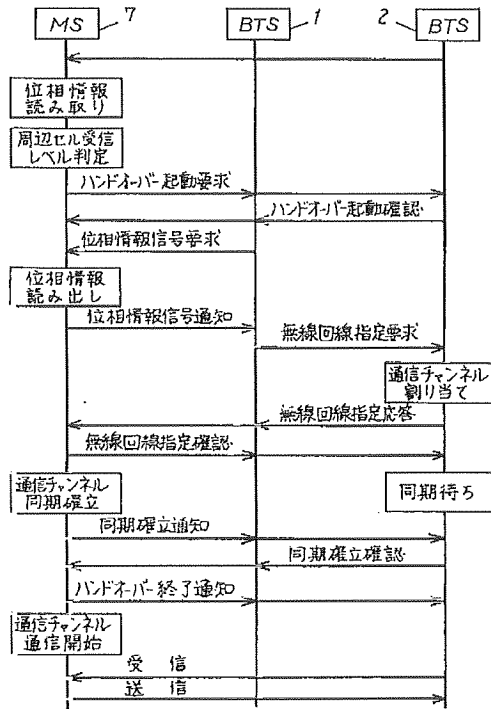 MS 7 BTS 1 2 BTS
位相情報
読み取り
周辺セル受信
レベル判定
ハンドオーバー起動要求
ハンドオーバー起動確認
位相情報信号要求
位相情報
読み出し
位相情報信号通知
無線回線指定要求
通信チャンネル
割り当て
無線回線指定応答
無線回線指定確認
通信チャンネル
同期確立
同期待ち
同期確立通知
同期確立確認
ハンドオーバー終了通知
通信チャンネル
通信開始
受信
送信